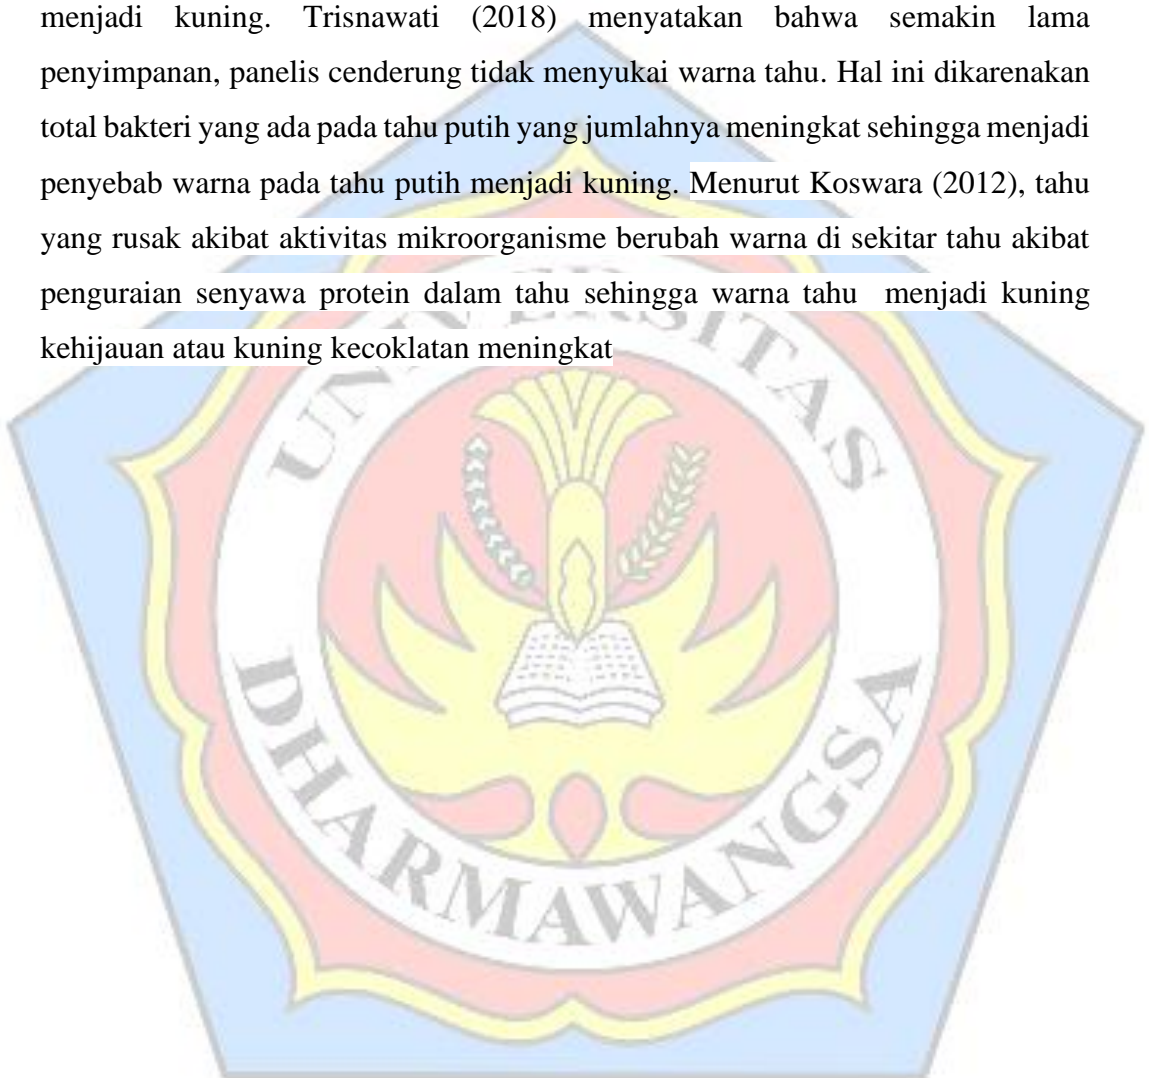 menjadi kuning. Trisnawati (2018) menyatakan bahwa semakin lama
penyimpanan, panelis cenderung tidak menyukai warna tahu. Hal ini dikarenakan
total bakteri yang ada pada tahu putih yang jumlahnya meningkat sehingga menjadi
penyebab warna pada tahu putih menjadi kuning. Menurut Koswara (2012), tahu
yang rusak akibat aktivitas mikroorganisme berubah warna di sekitar tahu akibat
penguraian senyawa protein dalam tahu sehingga warna tahu menjadi kuning
kehijauan atau kuning kecoklatan meningkat
UNIVERSITAS
DHARMAWANGSA